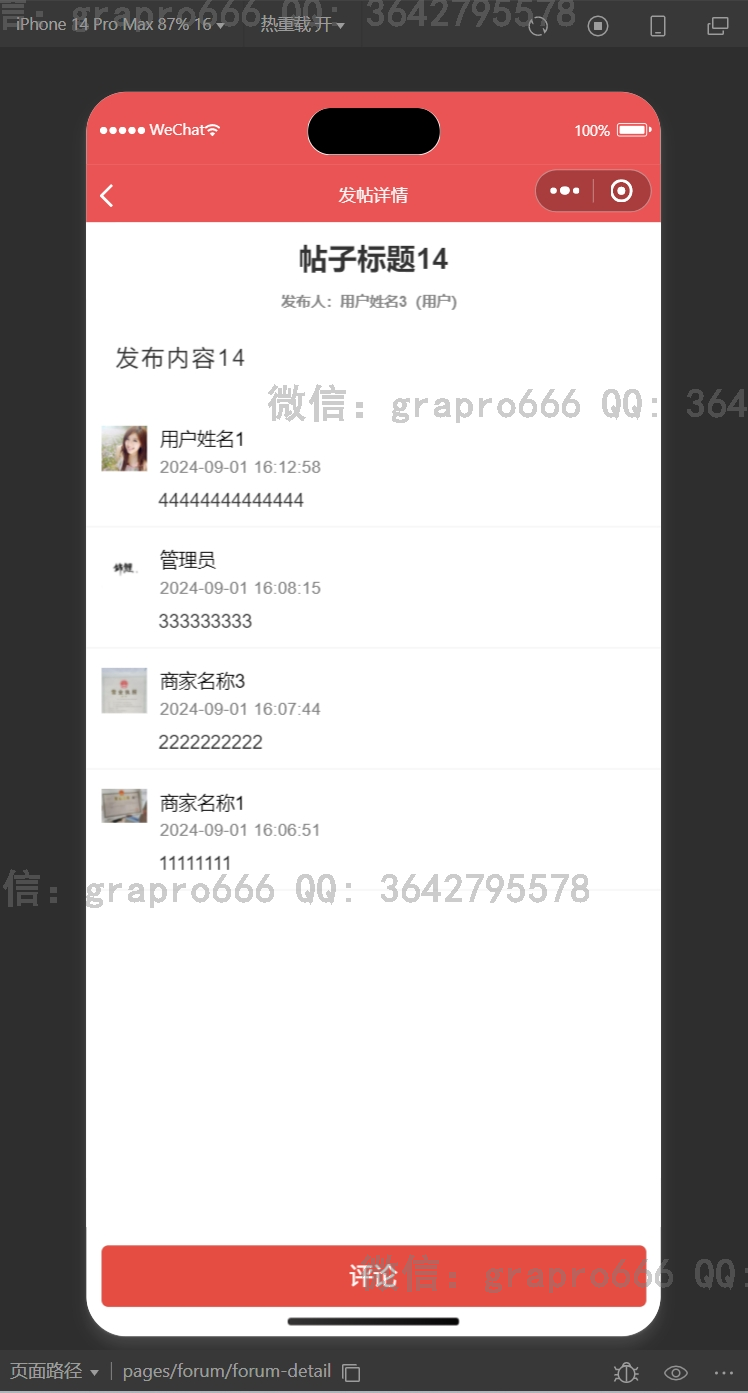 iPhone 14 Pro Max 87% 16 热重载 开
信: grapro666 QQ: 3642795578
WeChat 100%
发帖详情
帖子标题14
发布人：用户姓名3（用户）
发布内容14
微信: grapro666 QQ: 364
用户姓名1
2024-09-01 16:12:58
44444444444444
管理员
2024-09-01 16:08:15
333333333
商家名称3
2024-09-01 16:07:44
2222222222
商家名称1
2024-09-01 16:06:51
11111111
信: grapro666 QQ: 3642795578
评论
微信: grapro666 QQ:
页面路径 pages/forum/forum-detail